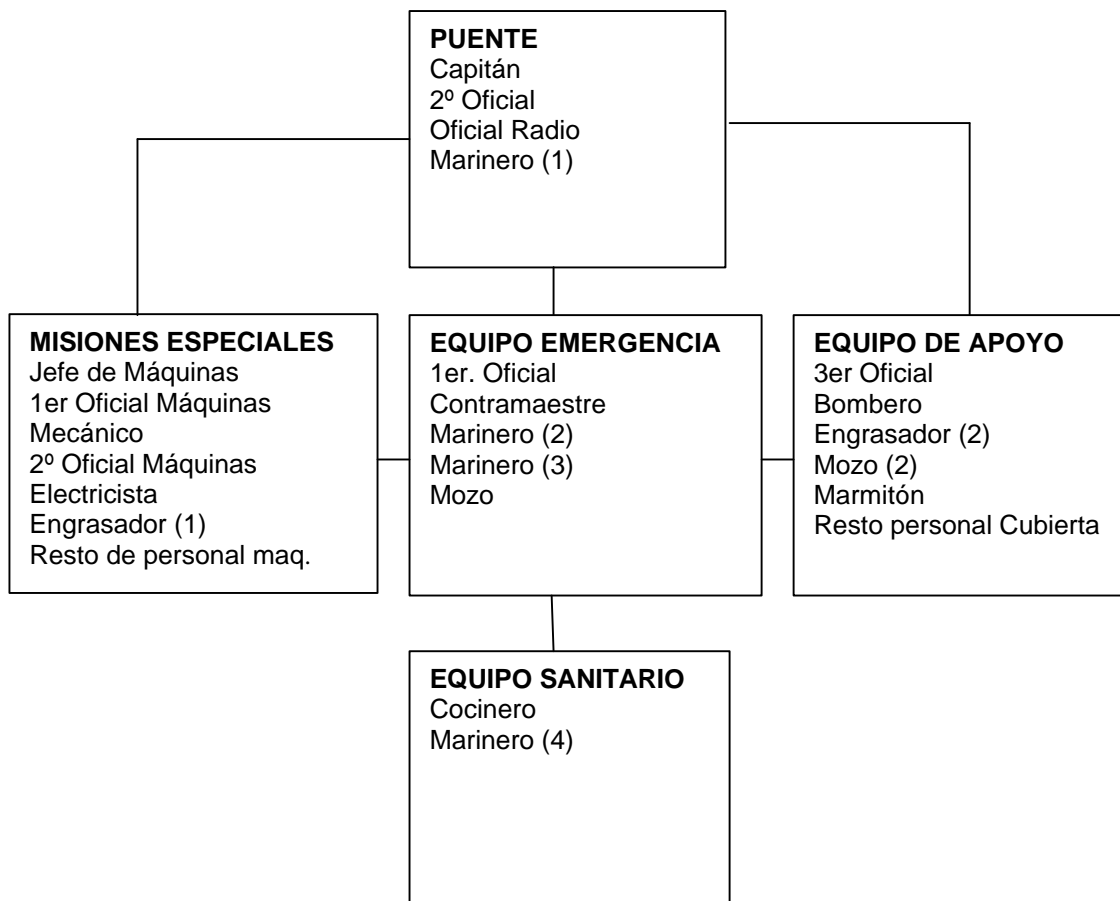 PUENTE
Capitán
2º Oficial
Oficial Radio
Marinero (1)
MISIONES ESPECIALES
Jefe de Máquinas
1er Oficial Máquinas
Mecánico
2º Oficial Máquinas
Electricista
Engrasador (1)
Resto de personal maq.
EQUIPO EMERGENCIA
1er. Oficial
Contramaestre
Marinero (2)
Marinero (3)
Mozo
EQUIPO DE APOYO
3er Oficial
Bombero
Engrasador (2)
Mozo (2)
Marmitón
Resto personal Cubierta
EQUIPO SANITARIO
Cocinero
Marinero (4)